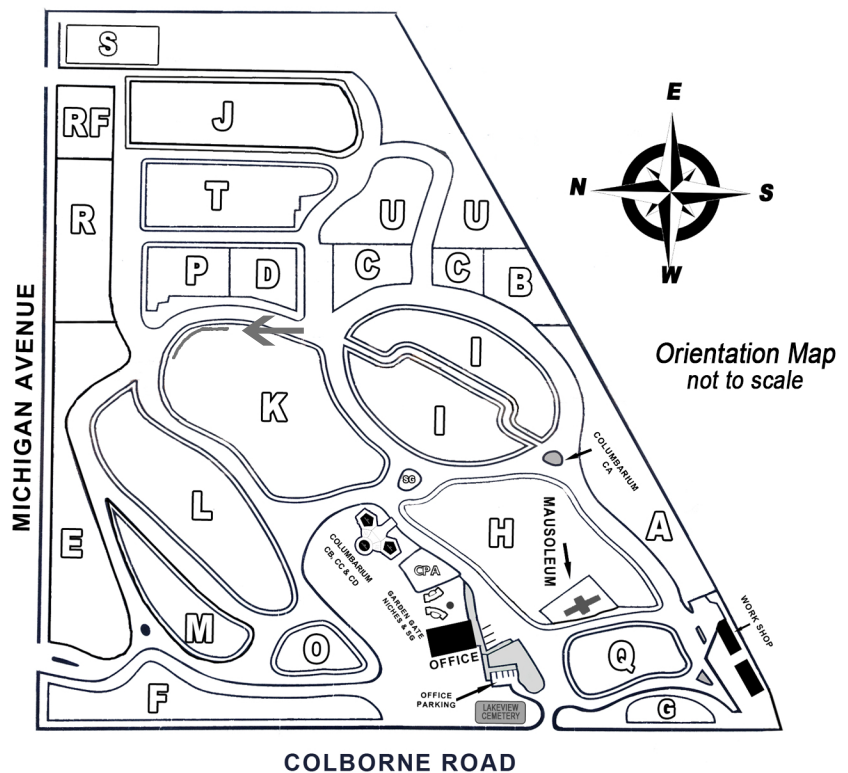 S
RF
J
E
N
S
W
T
R
U
U
P
D
C
C
B
MICHIGAN AVENUE
Orientation Map
not to scale
I
K
I
COLUMBARIUM
CA
SG
L
H
MAUSOLEUM
A
E
COLUMBARIUM
CB, CC & CD
CPA
GARDEN GATE
NICHES & SG
WORK SHOP
M
O
OFFICE
Q
F
OFFICE
PARKING
LAKEVIEW
CEMETERY
G
COLBORNE ROAD